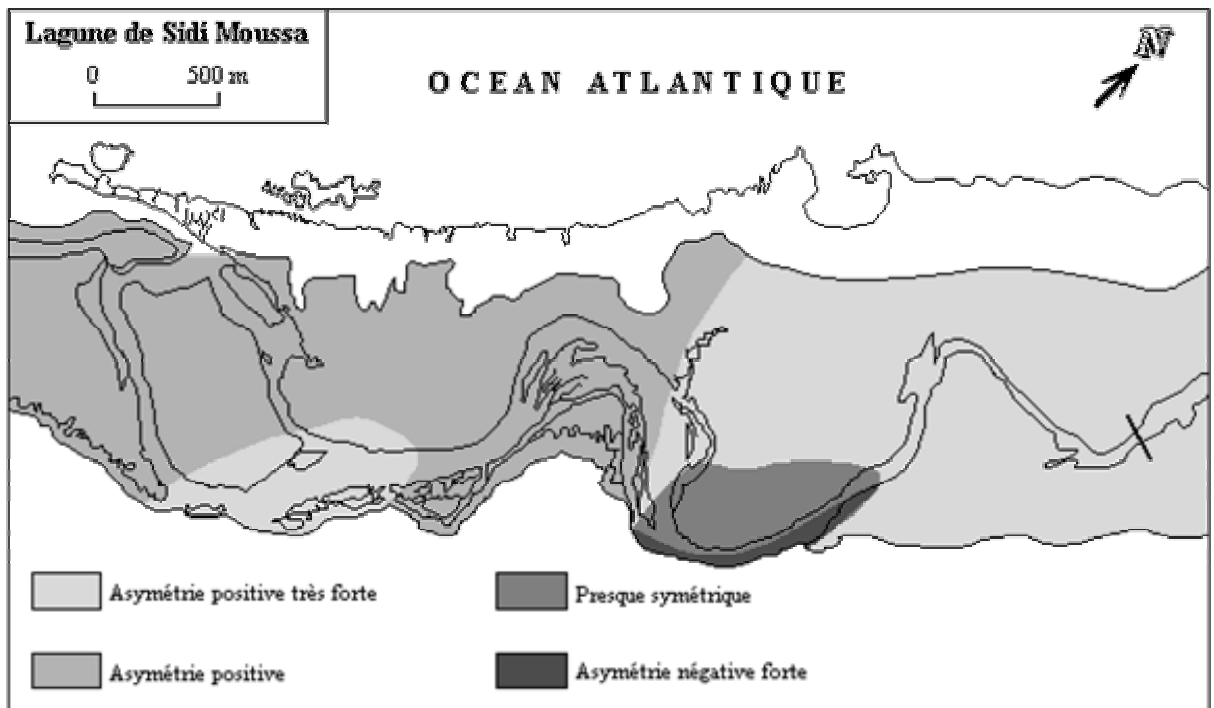 Lagune de Sidi Moussa
0 500 m
OCEAN ATLANTIQUE
N
Asymétrie positive très forte
Presque symétrique
Asymétrie positive
Asymétrie négative forte